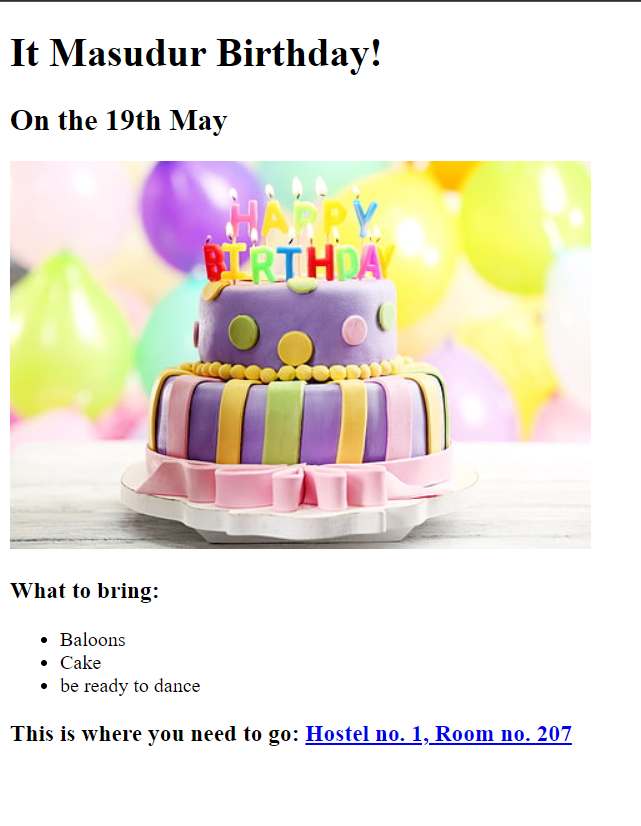 It Masudur Birthday!
On the 19th May
HAPPY
BIRTHDAY
What to bring:
Baloons
Cake
be ready to dance
This is where you need to go: Hostel no. 1, Room no. 207